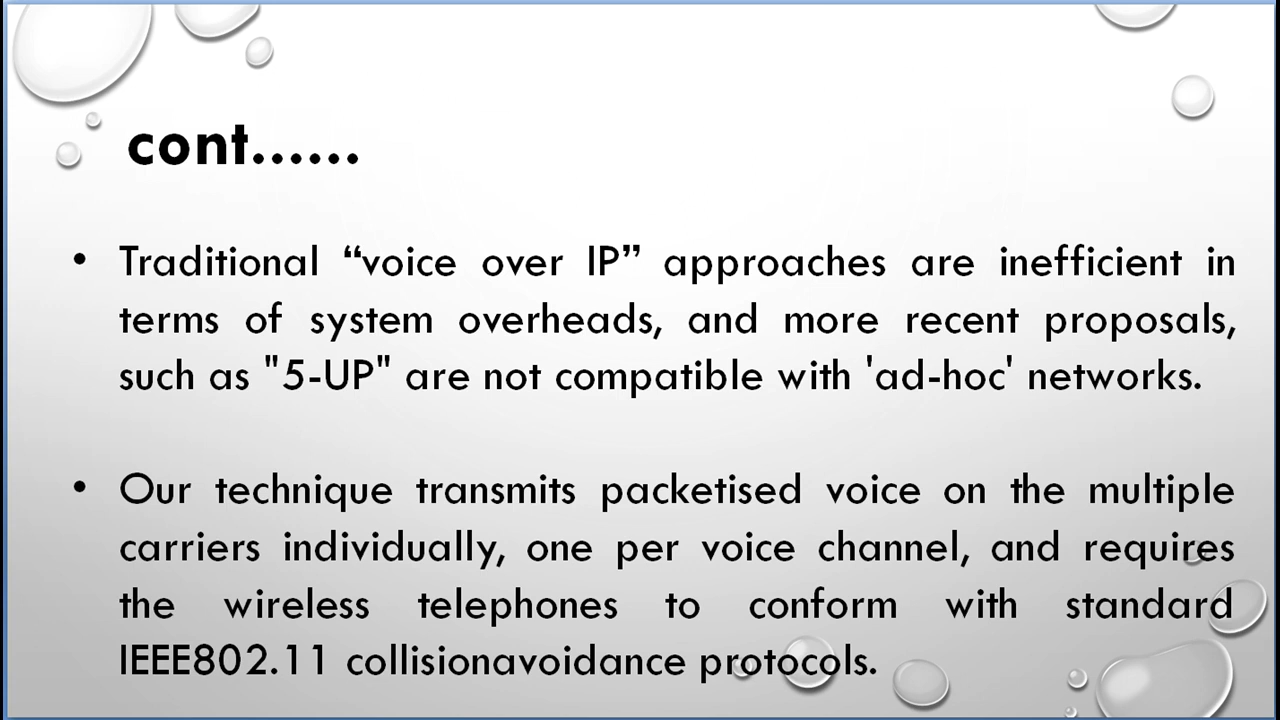 cont......
• Traditional “voice over IP” approaches are inefficient in
terms of system overheads, and more recent proposals,
such as "5-UP" are not compatible with 'ad-hoc' networks.
• Our technique transmits packetised voice on the multiple
carriers individually, one per voice channel, and requires
the wireless telephones to conform with standard
IEEE802.11 collisionavoidance protocols.